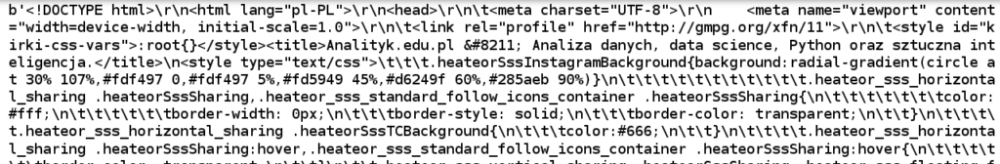 b'<!DOCTYPE html>\r\n<html lang="pl-PL">\r\n<head>\r\n\t<meta charset="UTF-8">\r\n    <meta name="viewport" content
="width=device-width, initial-scale=1.0">\r\n\t<link rel="profile" href="http://gmpg.org/xfn/11">\r\n\t<style id="k
irki-css-vars">:root{}</style><title>Analityk.edu.pl &#8211; Analiza danych, data science, Python oraz sztuczna int
eligencja.</title>\n<style type="text/css">\t\t\t.heateorSssInstagramBackground{background:radial-gradient(circle a
t 30% 107%,#fdf497 0,#fdf497 5%,#fd5949 45%,#d6249f 60%,#285aeb 90%)}\n\t\t\t\t\t\t\t\t\t\t\t.heateor_sss_horizonta
l_sharing .heateorSssSharing,.heateor_sss_standard_follow_icons_container .heateorSssSharing{\n\t\t\t\t\t\t\tcolor:
#fff;\n\t\t\t\t\t\tborder-width: 0px;\n\t\t\tborder-style: solid;\n\t\t\tborder-color: transparent;\n\t\t}\n\t\t\t\
t.heateor_sss_horizontal_sharing .heateorSssTCBackground{\n\t\t\t\tcolor:#666;\n\t\t}\n\t\t\t\t\t.heateor_sss_horiz
ontal_sharing .heateorSssSharing:hover,.heateor_sss_standard_follow_icons_container .heateorSssSharing:hover{\n\t\t\t\t